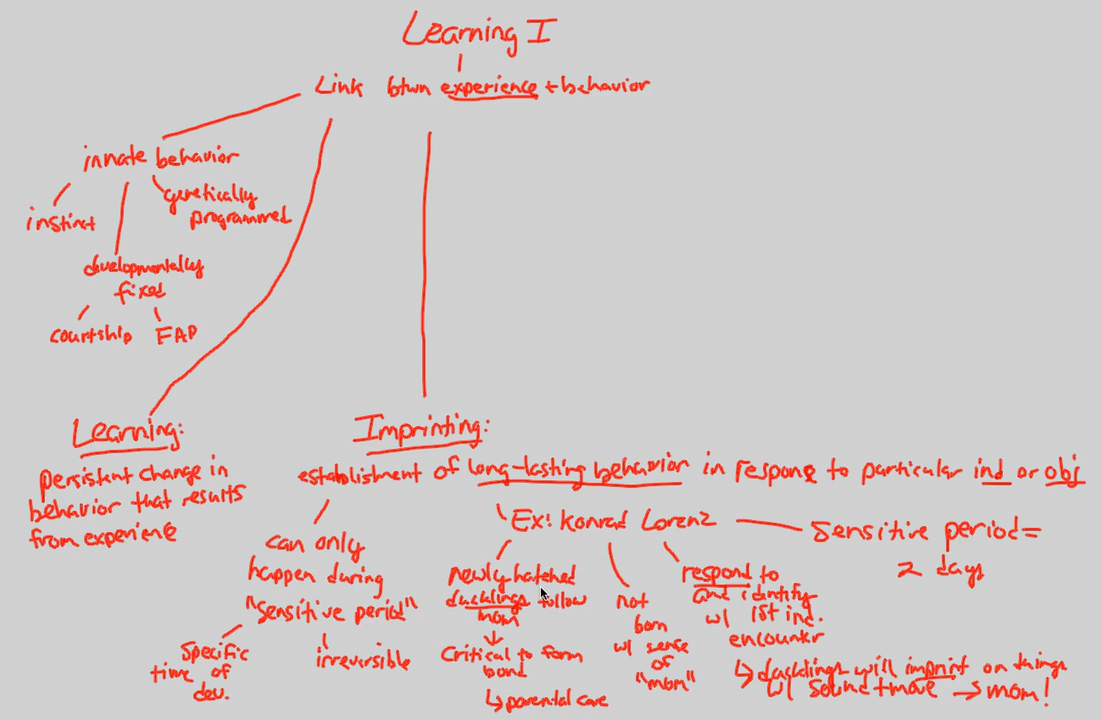 Learning I
Link btwn experience + behavior
innate behavior
instinct
genetically
programmed
developmentally
fixed
courtship
FAP
Learning:
persistent change in
behavior that results
from experience
Imprinting:
establishment of long-lasting behavior in respons to particular ind or obj
can only
happen during
"sensitive period"
Specific
time of
dev.
irreversible
Ex: Konrad Lorenz
newly hatched
ducklings follow
mom
Critical to form
bond
↳ parental care
not
born
w/ sense
of
"mom"
respond to
and identify
w/ 1st ind.
encounter
↳ ducklings will imprint on things
w/ sound + move → mom!
Sensitive period =
2 days